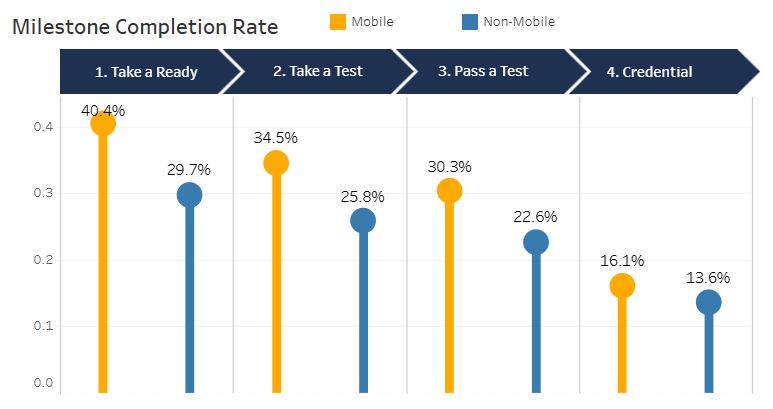 Milestone Completion Rate
Mobile
Non-Mobile
1. Take a Ready
2. Take a Test
3. Pass a Test
4. Credential
0.4
0.3
0.2
0.1
0.0
40.4%
29.7%
34.5%
25.8%
30.3%
22.6%
16.1%
13.6%